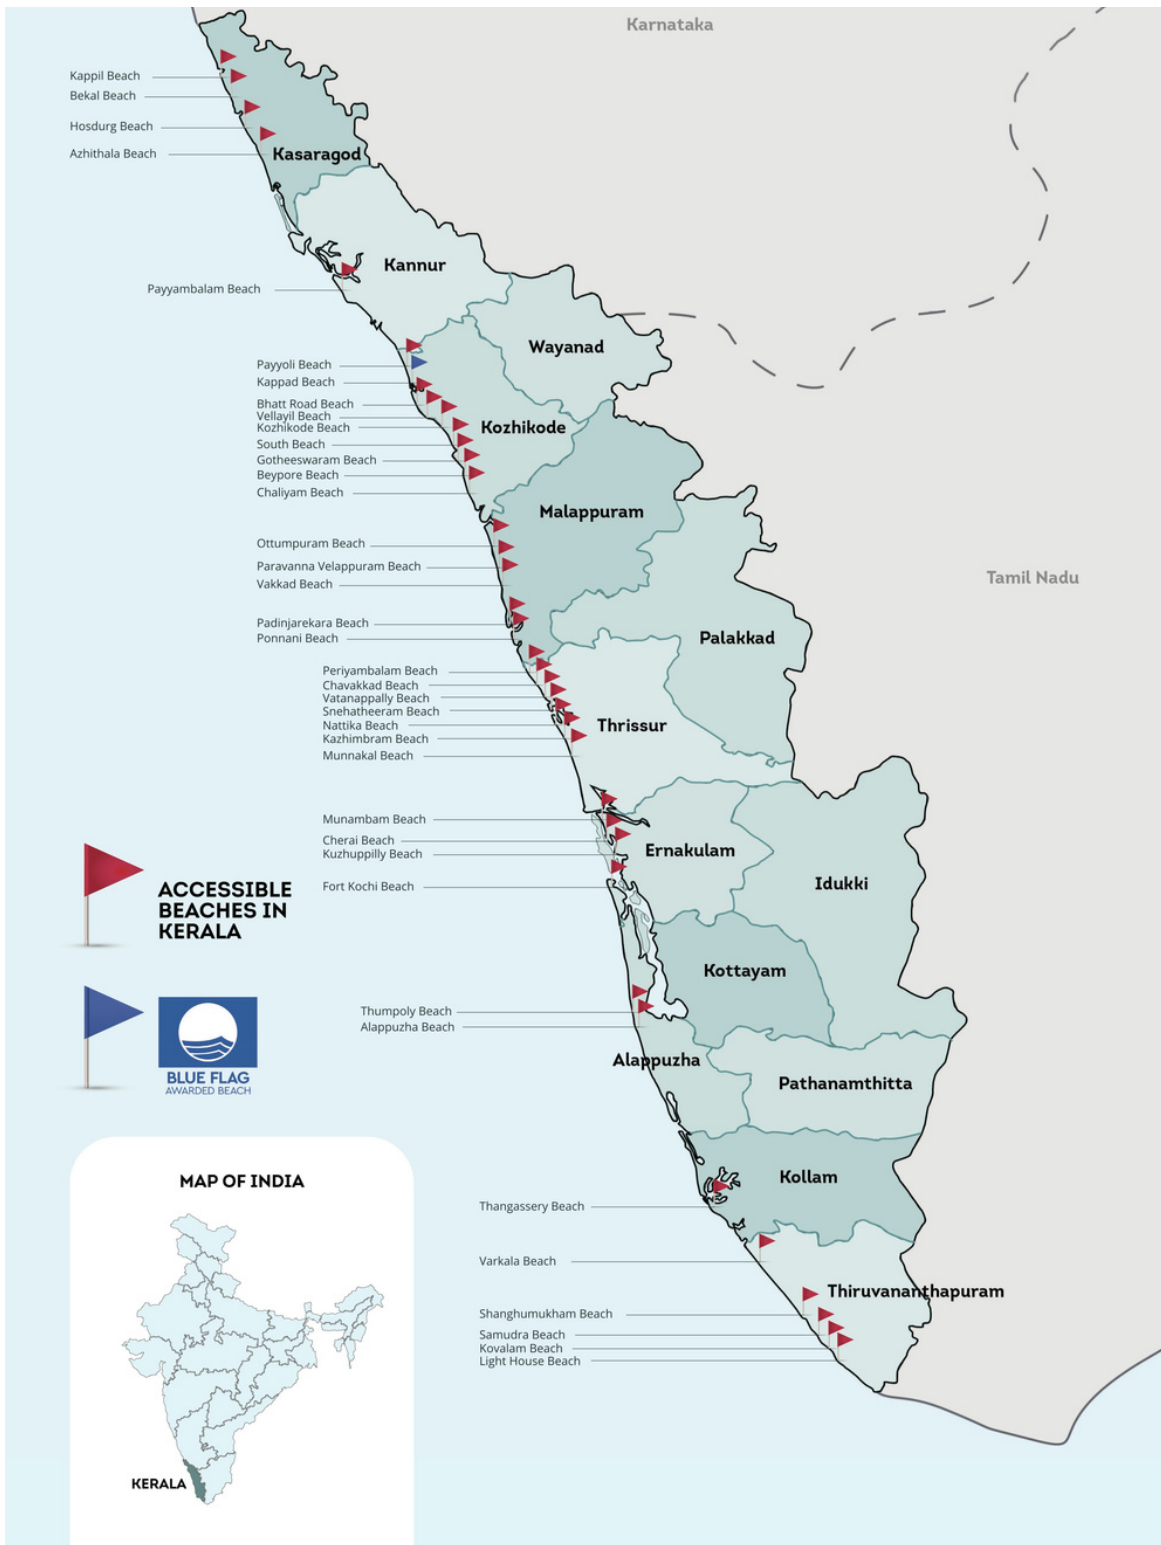 Karnataka
Kappil Beach
Bekal Beach
Hosdurg Beach
Azhithala Beach
Kasaragod
Kannur
Payyambalam Beach
Wayanad
Payyoli Beach
Kappad Beach
Bhatt Road Beach
Vellayil Beach
Kozhikode Beach
South Beach
Gotheeswaram Beach
Beypore Beach
Chaliyam Beach
Kozhikode
Malappuram
Ottumpuram Beach
Paravanna Velappuram Beach
Vakkad Beach
Tamil Nadu
Padinjarekara Beach
Ponnani Beach
Palakkad
Periyambalam Beach
Chavakkad Beach
Vatanappally Beach
Snehatheeram Beach
Nattika Beach
Kazhimbram Beach
Munnakal Beach
Thrissur
Munambam Beach
Cherai Beach
Kuzhuppilly Beach
Fort Kochi Beach
Ernakulam
Idukki
ACCESSIBLE
BEACHES IN
KERALA
Kottayam
Thumpoly Beach
Alappuzha Beach
Alappuzha
BLUE FLAG
AWARDED BEACH
Pathanamthitta
Kollam
Thangassery Beach
Varkala Beach
Thiruvananthapuram
Shanghumukham Beach
Samudra Beach
Kovalam Beach
Light House Beach
MAP OF INDIA
KERALA